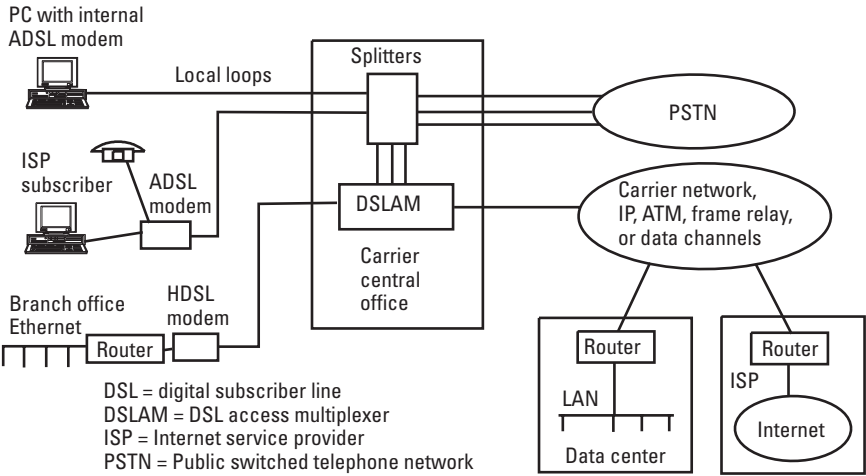 PC with internal
ADSL modem
Local loops
Splitters
PSTN
ISP
subscriber
ADSL
modem
DSLAM
Carrier network,
IP, ATM, frame relay,
or data channels
Carrier
central
office
Branch office
Ethernet
HDSL
modem
Router
Router
LAN
Data center
Router
ISP
Internet
DSL = digital subscriber line
DSLAM = DSL access multiplexer
ISP = Internet service provider
PSTN = Public switched telephone network